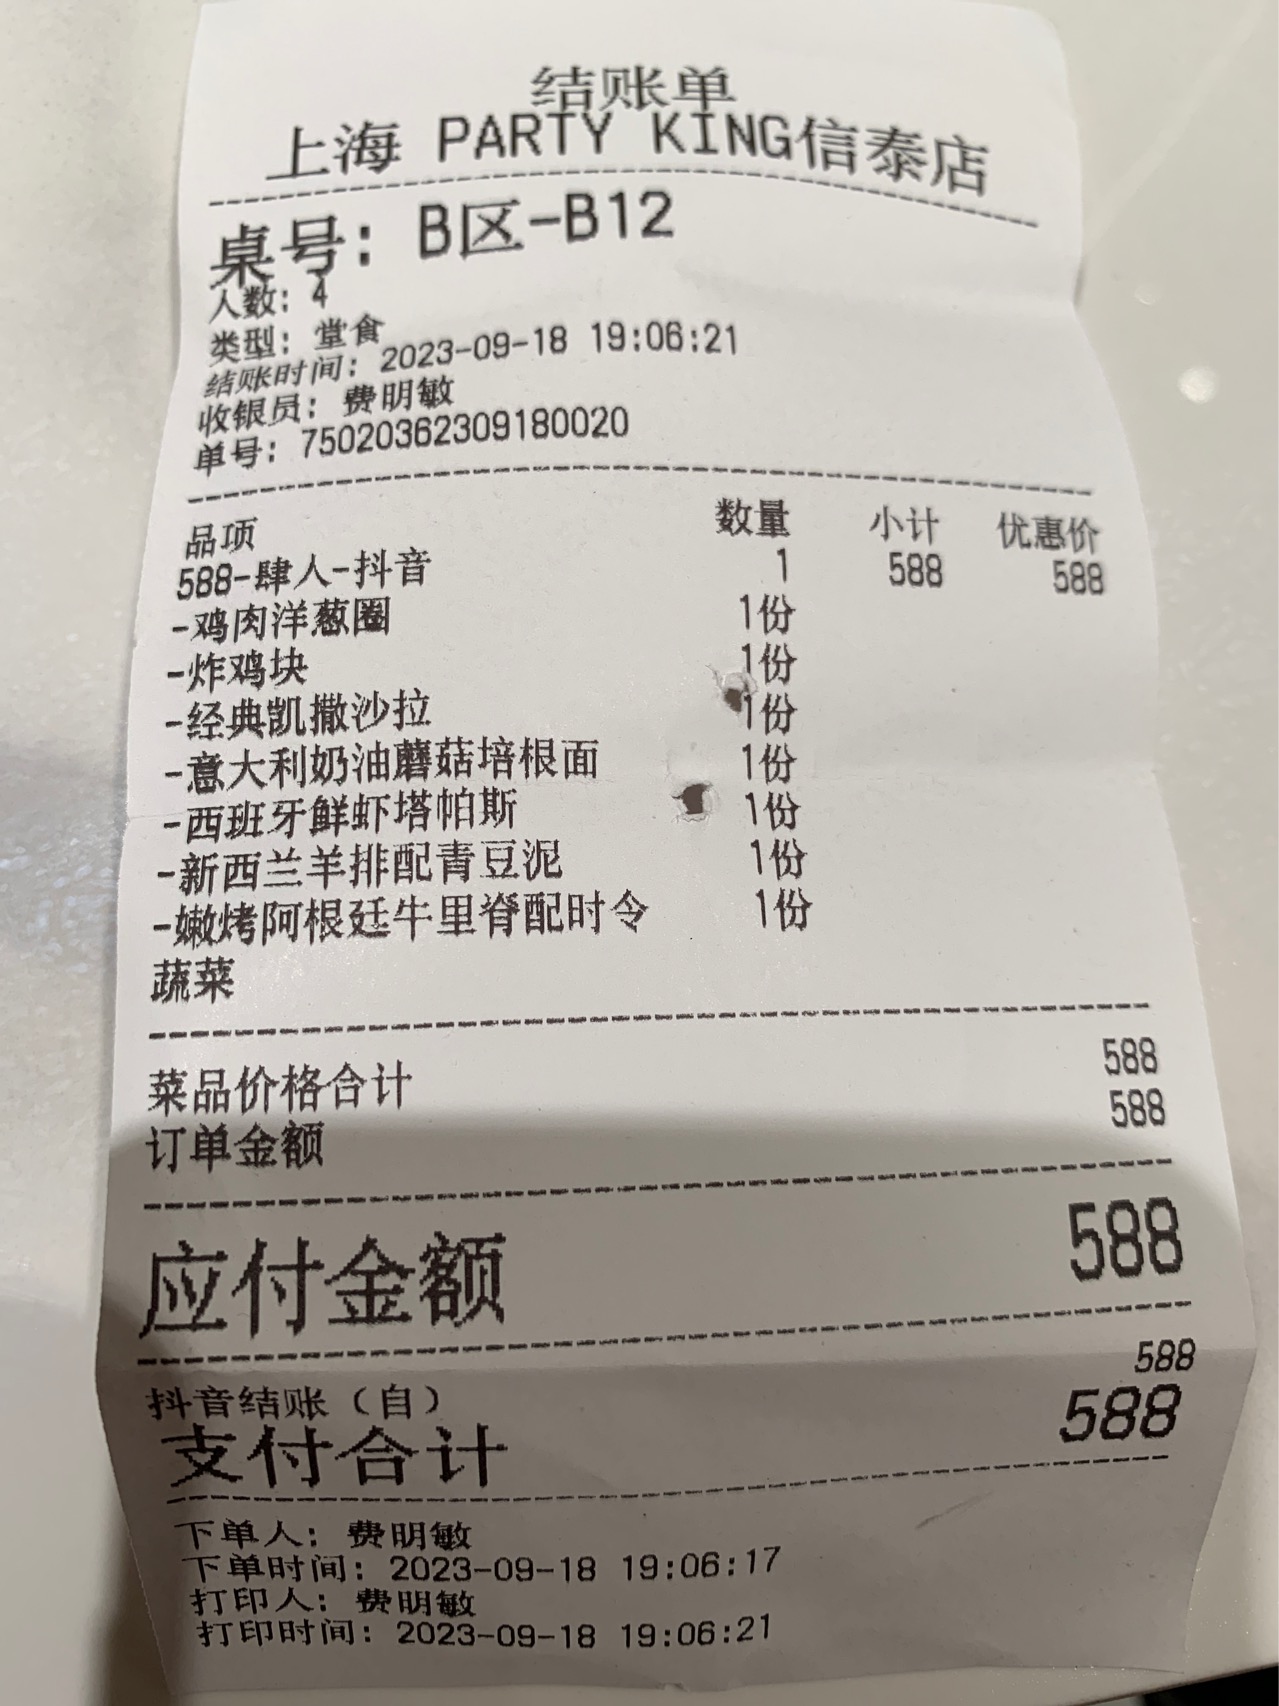 结账单
上海 PARTY KING信泰店
桌号: B区-B12
人数: 4
类型: 堂食
结账时间: 2023-09-18 19:06:21
收银员: 费明敏
单号: 75020362309180020
品项 数量 小计 优惠价
588-肆人-抖音 1 588 588
-鸡肉洋葱圈 1份
-炸鸡块 1份
-经典凯撒沙拉 1份
-意大利奶油蘑菇培根面 1份
-西班牙鲜虾塔帕斯 1份
-新西兰羊排配青豆泥 1份
-嫩烤阿根廷牛里脊配时令 1份
蔬菜
菜品价格合计 588
订单金额 588
应付金额 588
抖音结账（自） 588
支付合计 588
下单人: 费明敏
下单时间: 2023-09-18 19:06:17
打印人: 费明敏
打印时间: 2023-09-18 19:06:21